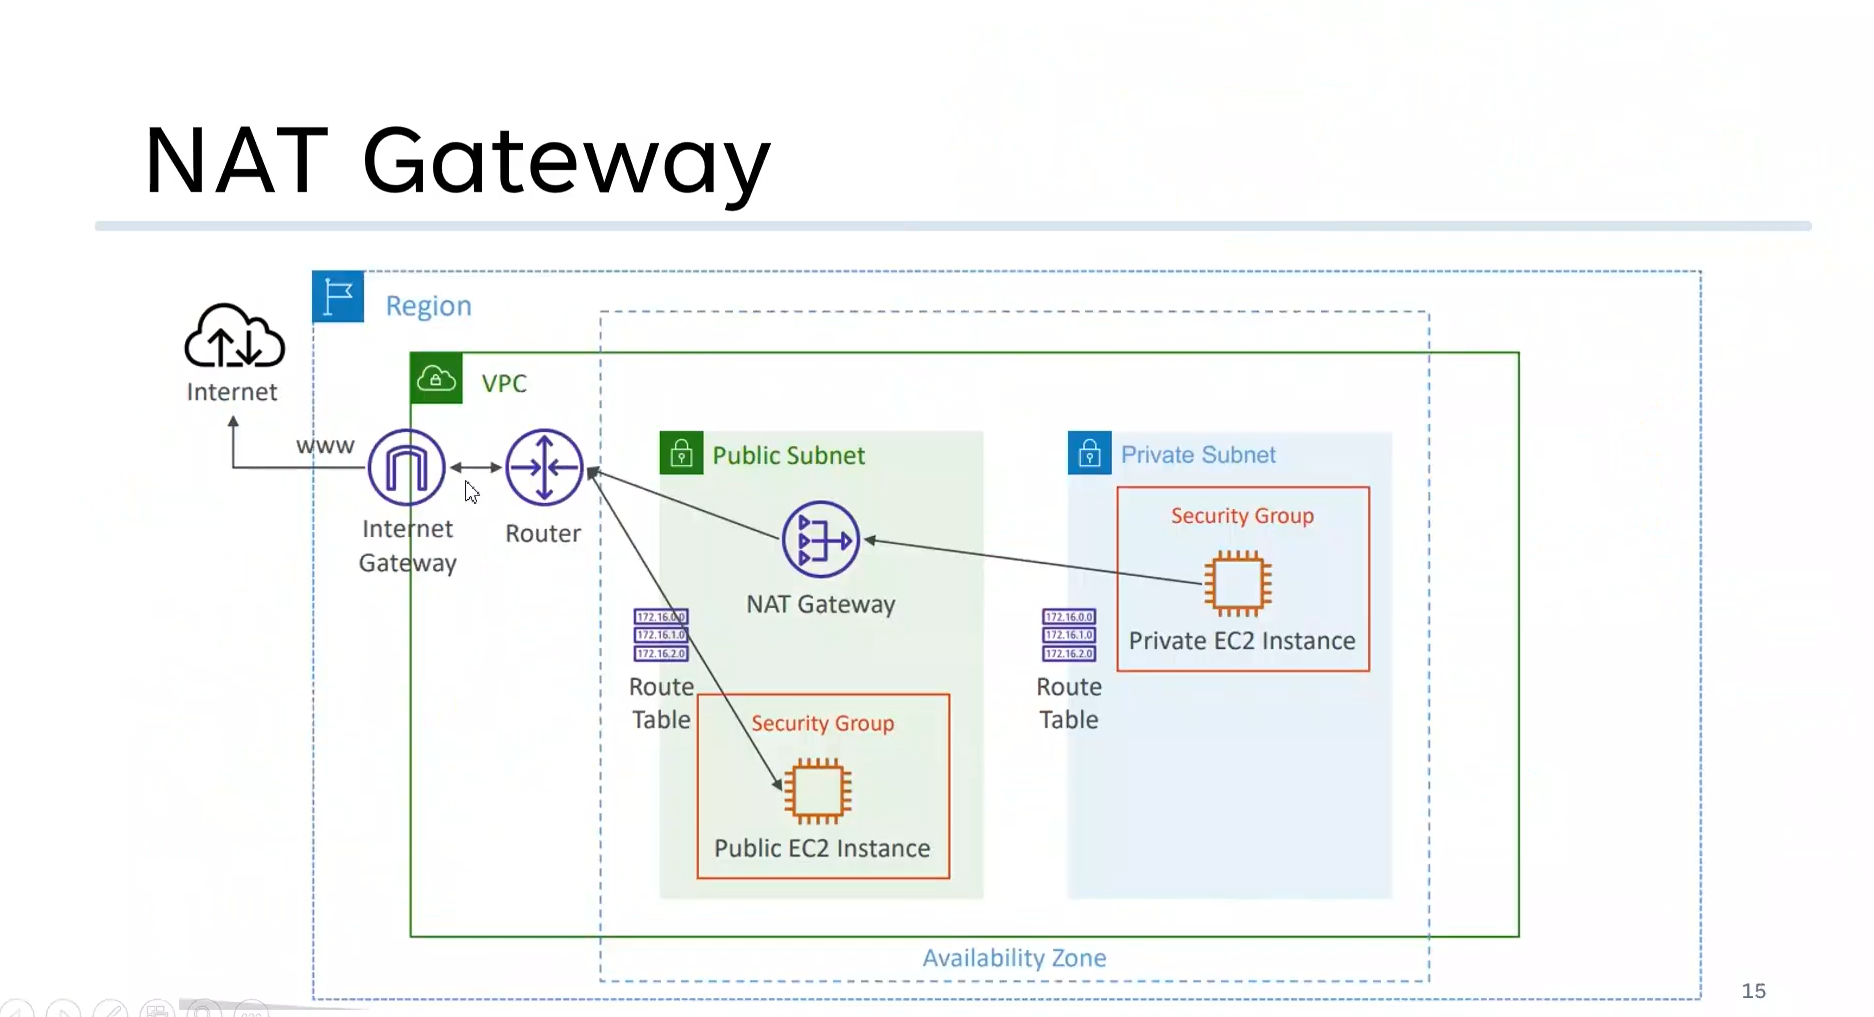 NAT Gateway
Region
Internet
VPC
www
Internet
Gateway
Router
Public Subnet
NAT Gateway
172.16.0.0
172.16.1.0
172.16.2.0
Route
Table
Security Group
Public EC2 Instance
Private Subnet
Security Group
Private EC2 Instance
172.16.0.0
172.16.1.0
172.16.2.0
Route
Table
Availability Zone
15